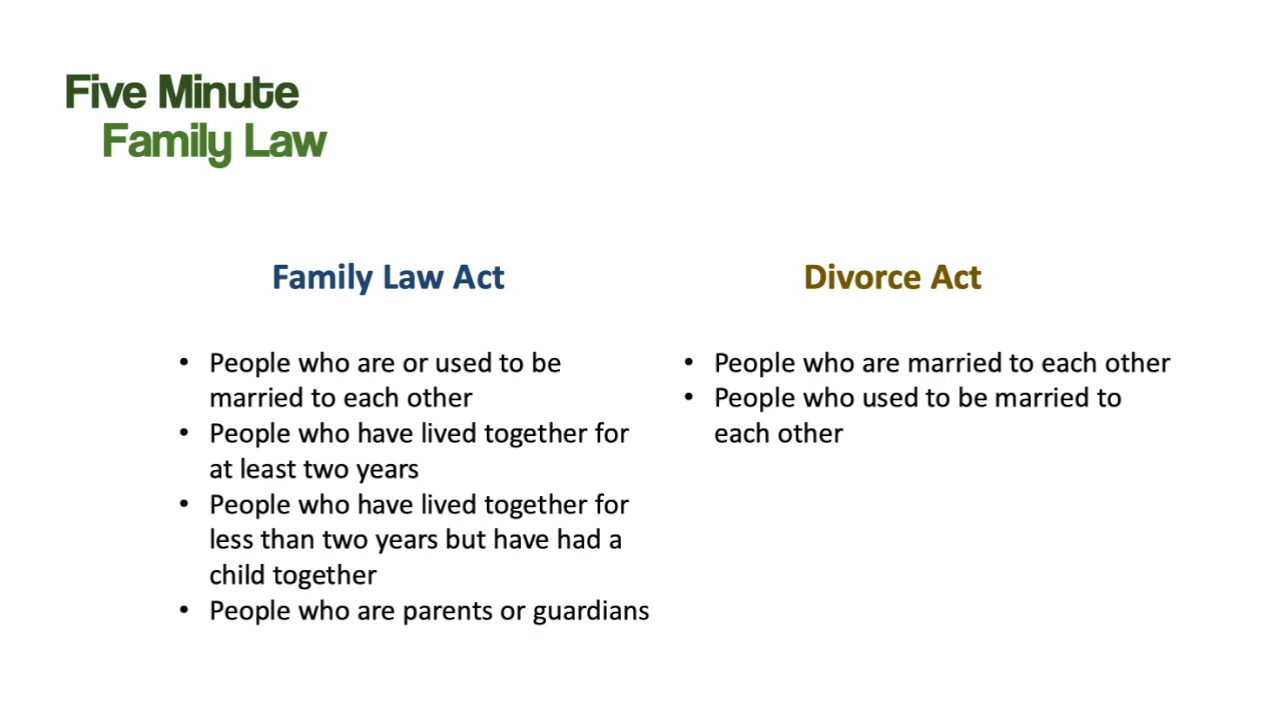 Five Minute
Family Law
Family Law Act
• People who are or used to be
married to each other
• People who have lived together for
at least two years
• People who have lived together for
less than two years but have had a
child together
• People who are parents or guardians
Divorce Act
• People who are married to each other
• People who used to be married to
each other